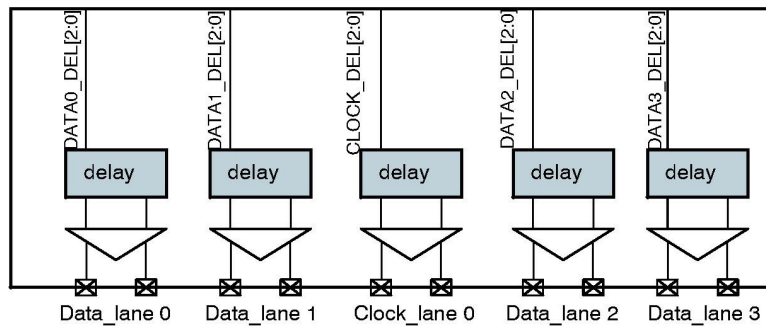 DATA0_DEL[2:0]
DATA1_DEL[2:0]
CLOCK_DEL[2:0]
DATA2_DEL[2:0]
DATA3_DEL[2:0]
delay
delay
delay
delay
delay
Data_lane 0
Data_lane 1
Clock_lane 0
Data_lane 2
Data_lane 3